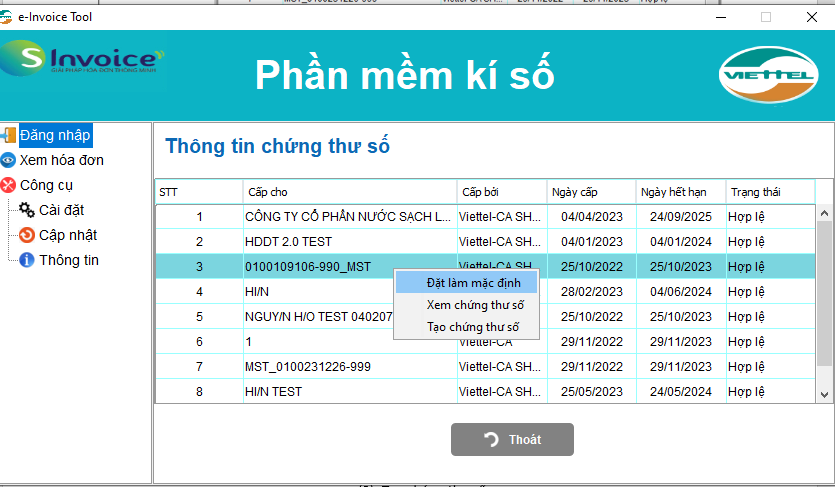 e-Invoice Tool
S Invoice
GIẢI PHÁP HÓA ĐƠN THÔNG MINH
Phần mềm kí số
VIETTEL
Đăng nhập
Xem hóa đơn
Công cụ
Cài đặt
Cập nhật
Thông tin
Thông tin chứng thư số
STT Cấp cho Cấp bởi Ngày cấp Ngày hết hạn Trạng thái
1 CÔNG TY CỔ PHẦN NƯỚC SẠCH L... Viettel-CA SH... 04/04/2023 24/09/2025 Hợp lệ
2 HDDT 2.0 TEST Viettel-CA SH... 04/01/2023 04/01/2024 Hợp lệ
3 0100109106-990_MST Viettel-CA SH... 25/10/2022 25/10/2023 Hợp lệ
4 HI/N 28/02/2023 04/06/2024 Hợp lệ
5 NGUY/N H/O TEST 040207 25/10/2022 25/10/2023 Hợp lệ
6 1 Viettel-CA 29/11/2022 29/11/2023 Hợp lệ
7 MST_0100231226-999 Viettel-CA SH... 29/11/2022 29/11/2023 Hợp lệ
8 HI/N TEST Viettel-CA SH... 25/05/2023 24/05/2024 Hợp lệ
Đặt làm mặc định
Xem chứng thư số
Tạo chứng thư số
Thoát